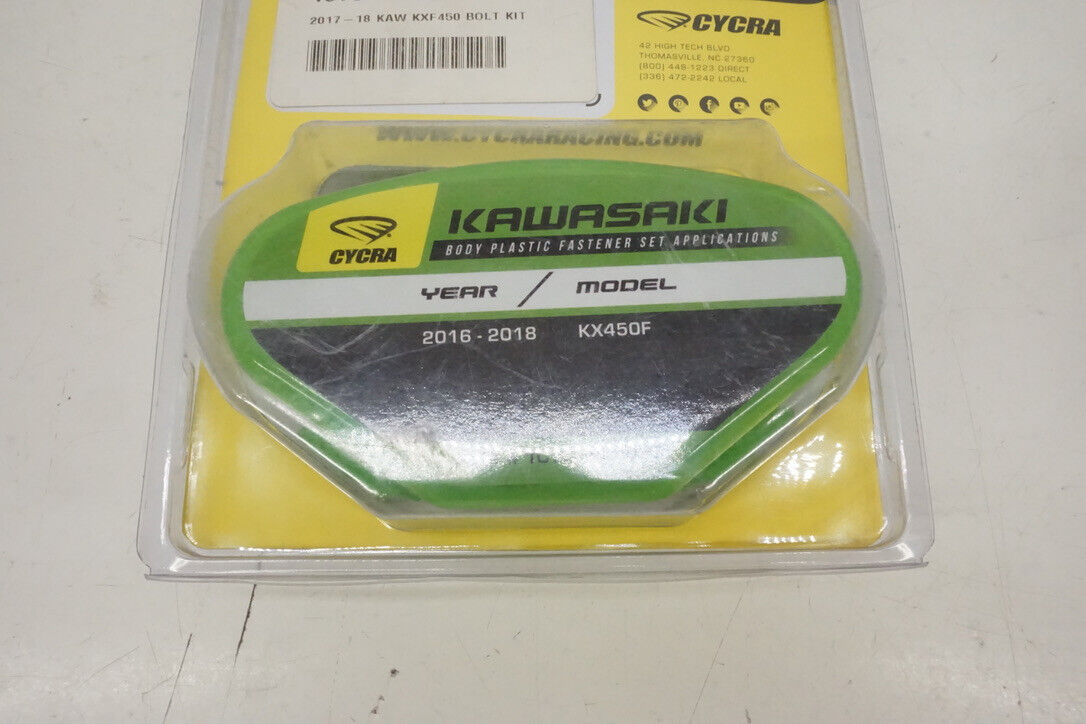 2017-18 KAW KXF450 BOLT KIT
CYCRA
42 HIGH TECH BLVD
THOMASVILLE, NC 27360
(800) 448-1223 DIRECT
(336) 472-2242 LOCAL
WWW.CYCRARACING.COM
CYCRA
KAWASAKI
BODY PLASTIC FASTENER SET APPLICATIONS
YEAR / MODEL
2016 - 2018 KX450F